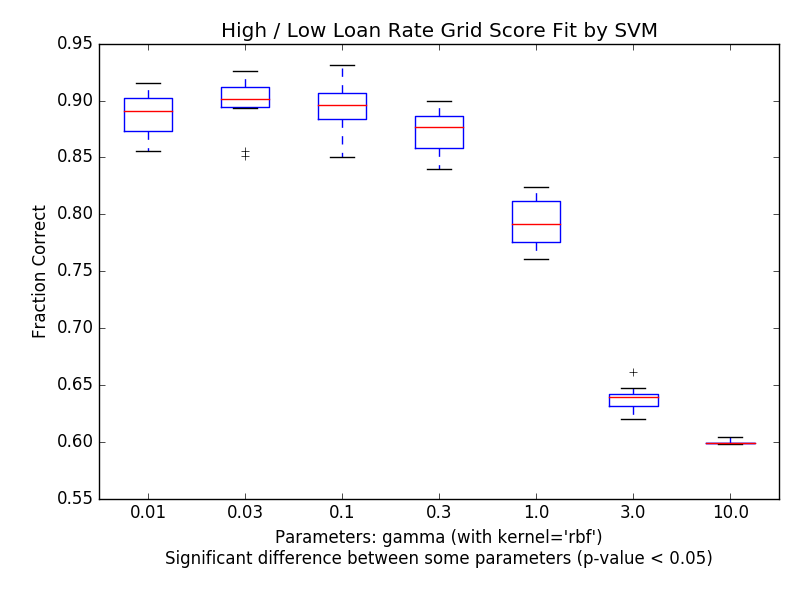 High / Low Loan Rate Grid Score Fit by SVM
Fraction Correct
0.95
0.90
0.85
0.80
0.75
0.70
0.65
0.60
0.55
0.01 0.03 0.1 0.3 1.0 3.0 10.0
Parameters: gamma (with kernel='rbf')
Significant difference between some parameters (p-value < 0.05)